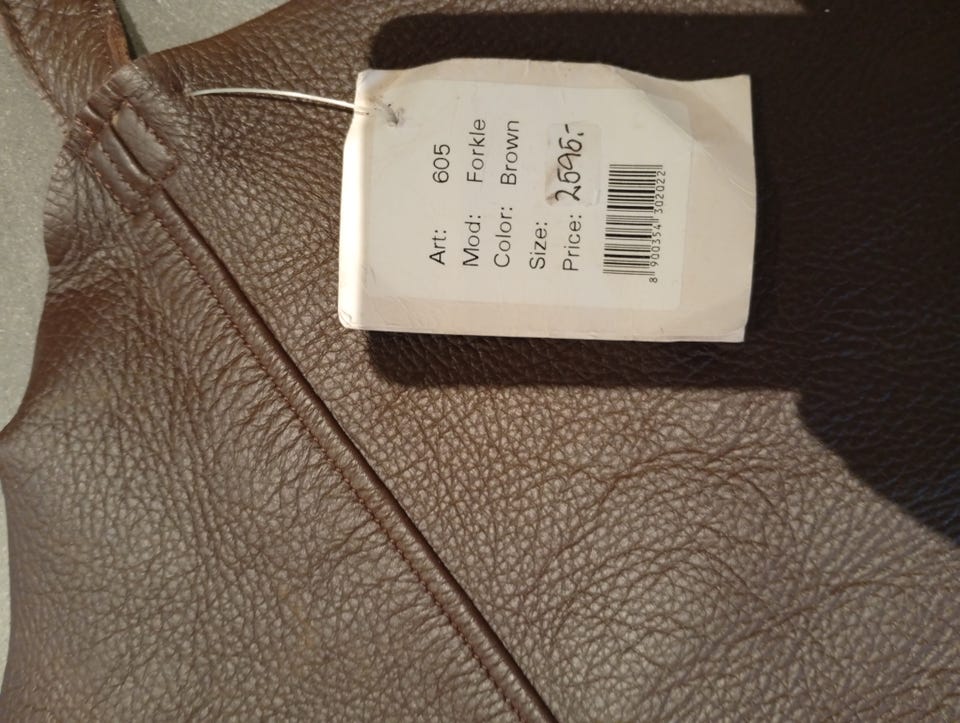 Art: 605
Mod: Forkle
Color: Brown
Size:
Price: 2595.-
8 900354 302022